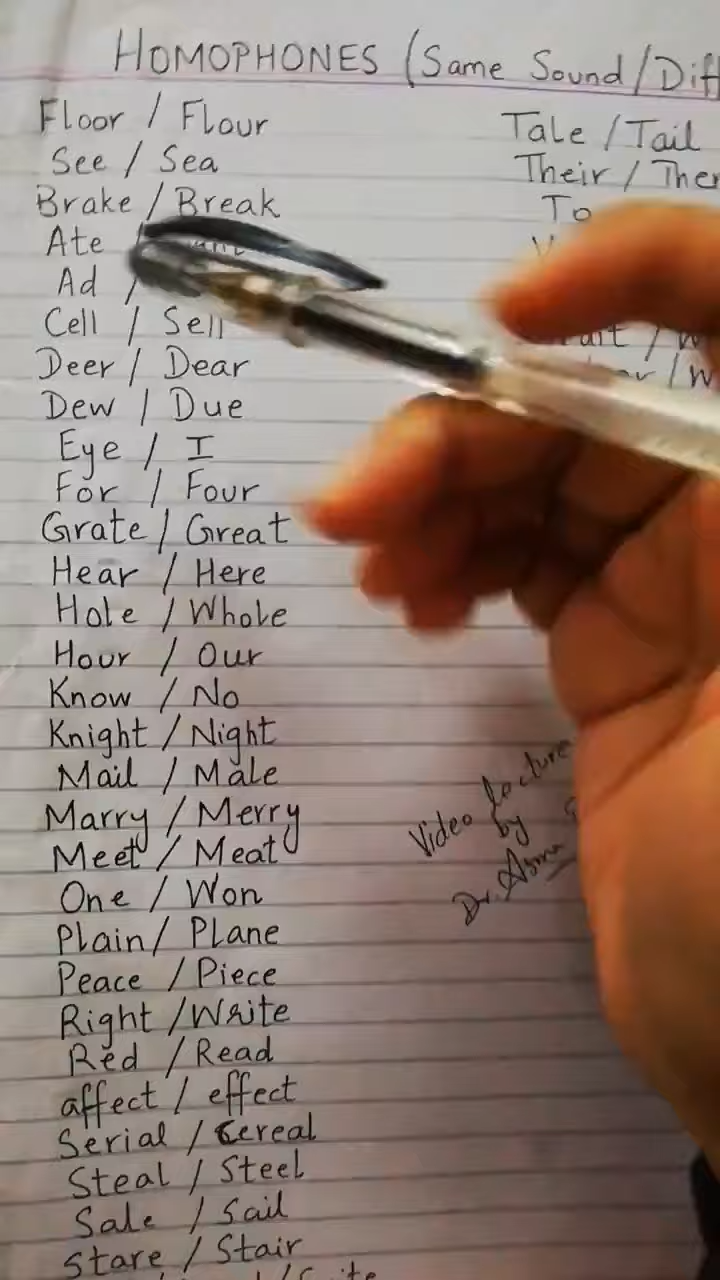 HOMOPHONES (Same Sound/Diff
Floor / Flour
See / Sea
Brake / Break
Ate /
Ad /
Cell / Sell
Deer / Dear
Dew / Due
Eye / I
For / Four
Grate / Great
Hear / Here
Hole / Whole
Hour / Our
Know / No
Knight / Night
Mail / Male
Marry / Merry
Meet / Meat
One / Won
Plain / Plane
Peace / Piece
Right / Write
Red / Read
affect / effect
Serial / Cereal
Steal / Steel
Sale / Sail
Stare / Stair
Tale / Tail
Their / Ther
To
Video lecture
by
Dr. Asma